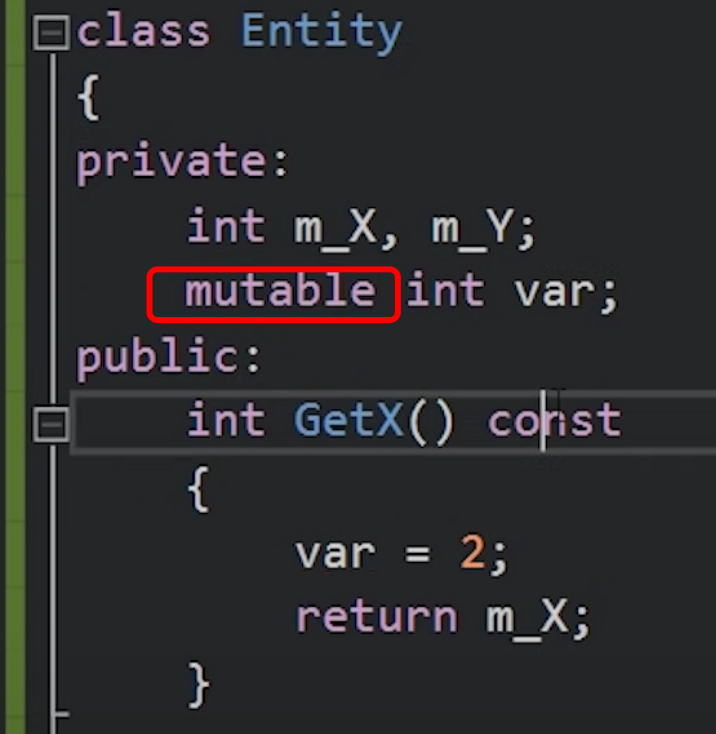 class Entity
{
private:
    int m_X, m_Y;
    mutable int var;
public:
    int GetX() const
    {
        var = 2;
        return m_X;
    }